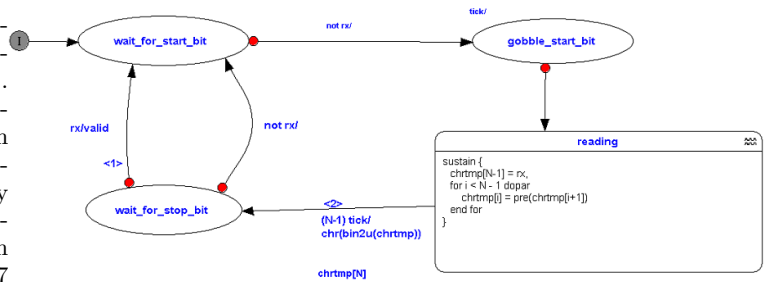 tick/
not rx/
I
wait_for_start_bit
gobble_start_bit
rx/valid
not rx/
reading
<1>
sustain {
chrtmp[N-1] = rx,
for i < N - 1 dopar
chrtmp[i] = pre(chrtmp[i+1])
end for
}
wait_for_stop_bit
<2>
(N-1) tick/
chr(bin2u(chrtmp))
chrtmp[N]